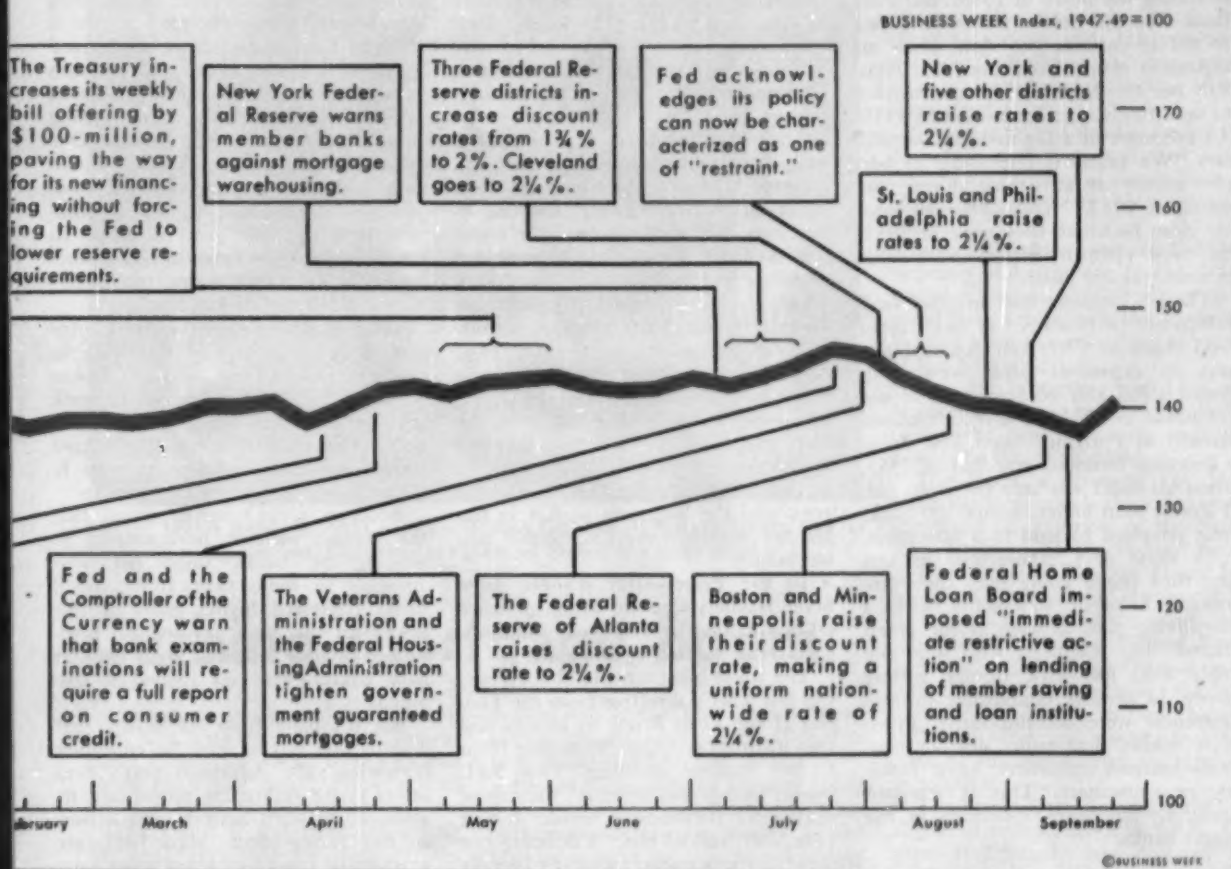 BUSINESS WEEK Index, 1947-49=100
The Treasury in-
creases its weekly
bill offering by
$100-million,
paving the way
for its new financ-
ing without forc-
ing the Fed to
lower reserve re-
quirements.
New York Feder-
al Reserve warns
member banks
against mortgage
warehousing.
Three Federal Re-
serve districts in-
crease discount
rates from 1¾%
to 2%. Cleveland
goes to 2¼%.
Fed acknowl-
edges its policy
can now be char-
acterized as one
of "restraint."
New York and
five other districts
raise rates to
2¼%.
St. Louis and Phil-
adelphia raise
rates to 2¼%.
170
160
150
140
130
120
110
100
Fed and the
Comptroller of the
Currency warn
that bank exam-
inations will re-
quire a full report
on consumer
credit.
The Veterans Ad-
ministration and
the Federal Hous-
ing Administration
tighten govern-
ment guaranteed
mortgages.
The Federal Re-
serve of Atlanta
raises discount
rate to 2¼%.
Boston and Min-
neapolis raise
their discount
rate, making a
uniform nation-
wide rate of
2¼%.
Federal Home
Loan Board im-
posed "immedi-
ate restrictive ac-
tion" on lending
of member saving
and loan institu-
tions.
bruary March April May June July August September
©BUSINESS WEEK